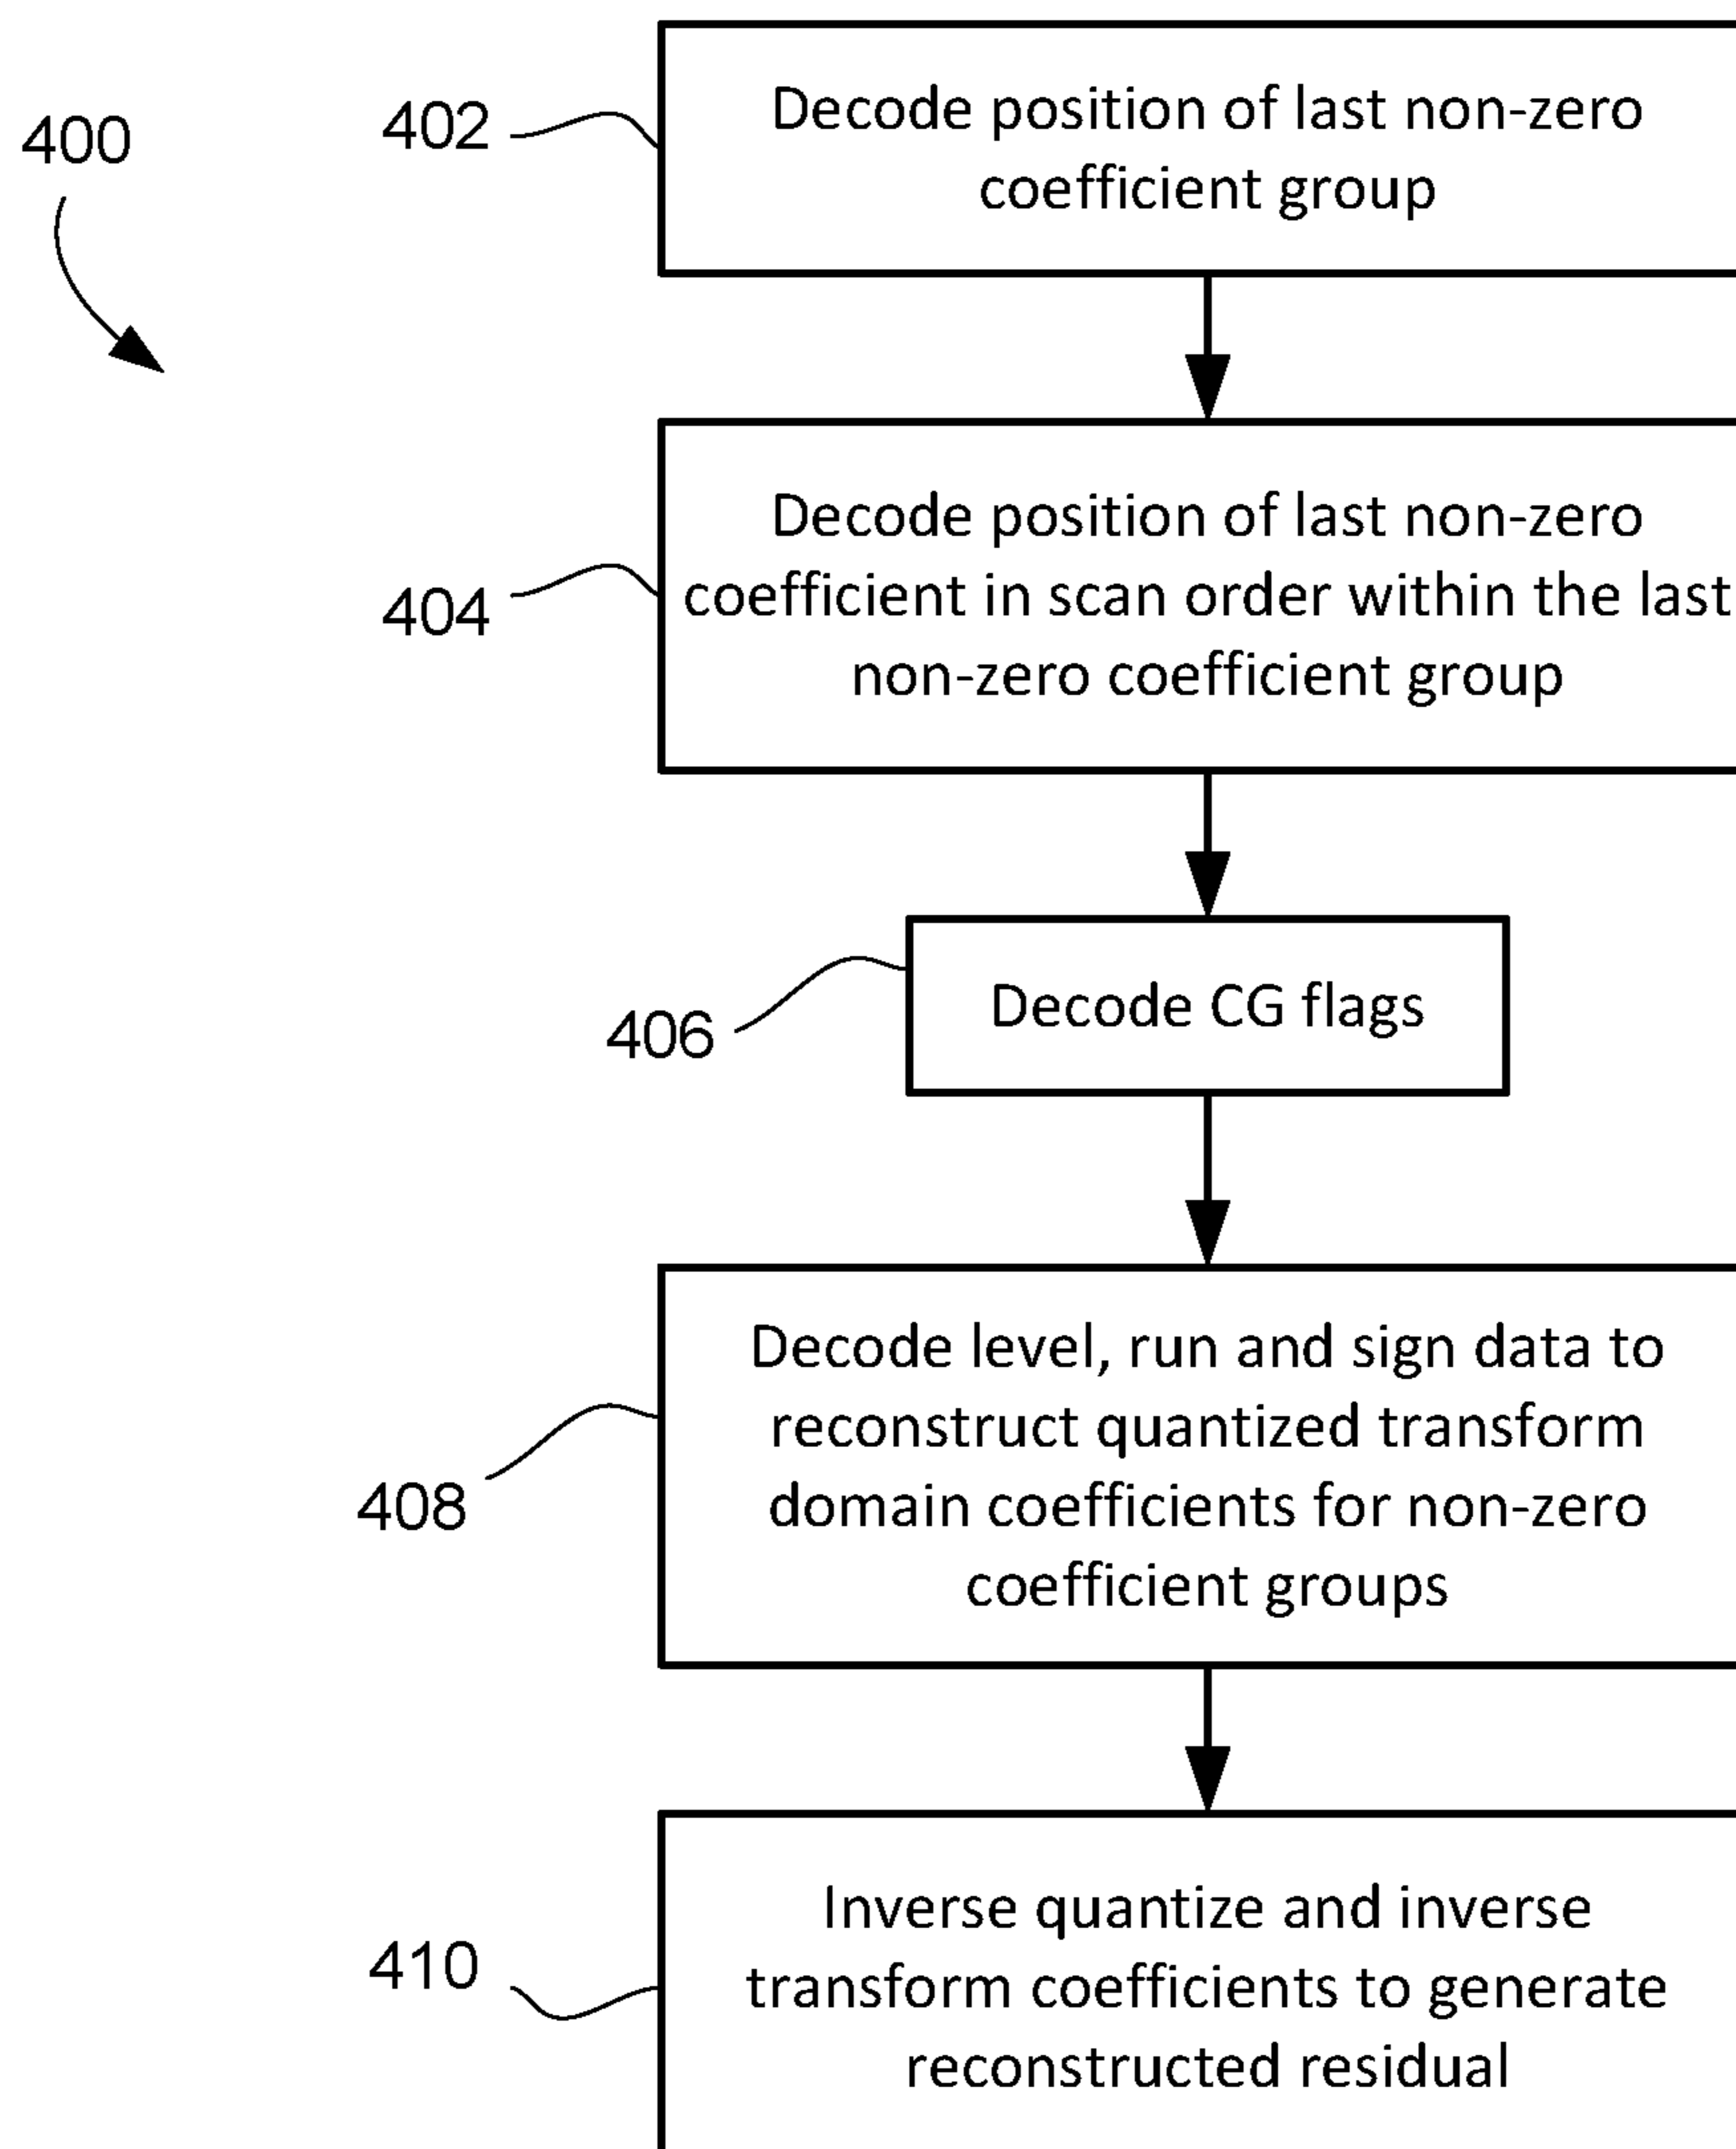 400
402
Decode position of last non-zero
coefficient group
404
Decode position of last non-zero
coefficient in scan order within the last
non-zero coefficient group
406
Decode CG flags
408
Decode level, run and sign data to
reconstruct quantized transform
domain coefficients for non-zero
coefficient groups
410
Inverse quantize and inverse
transform coefficients to generate
reconstructed residual